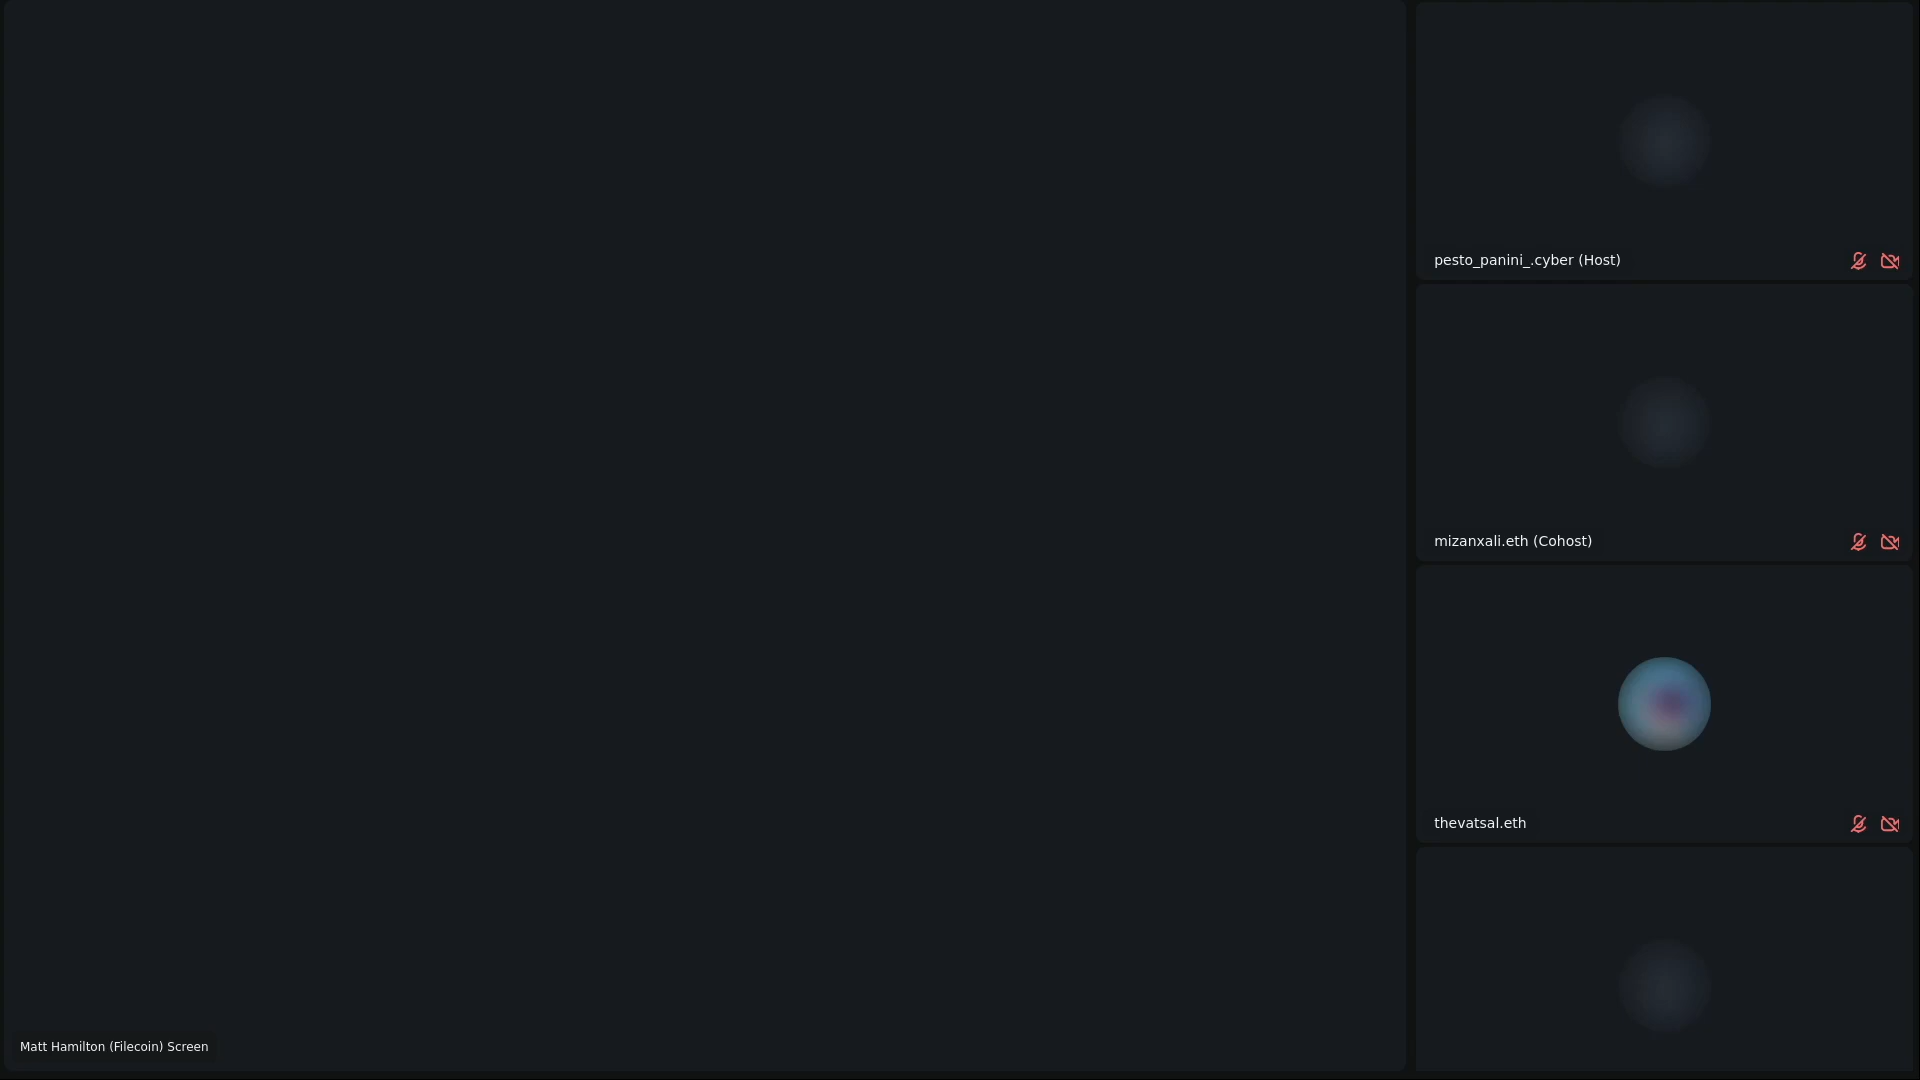 pesto_panini_.cyber (Host)
mizanxali.eth (Cohost)
thevatsal.eth
Matt Hamilton (Filecoin) Screen